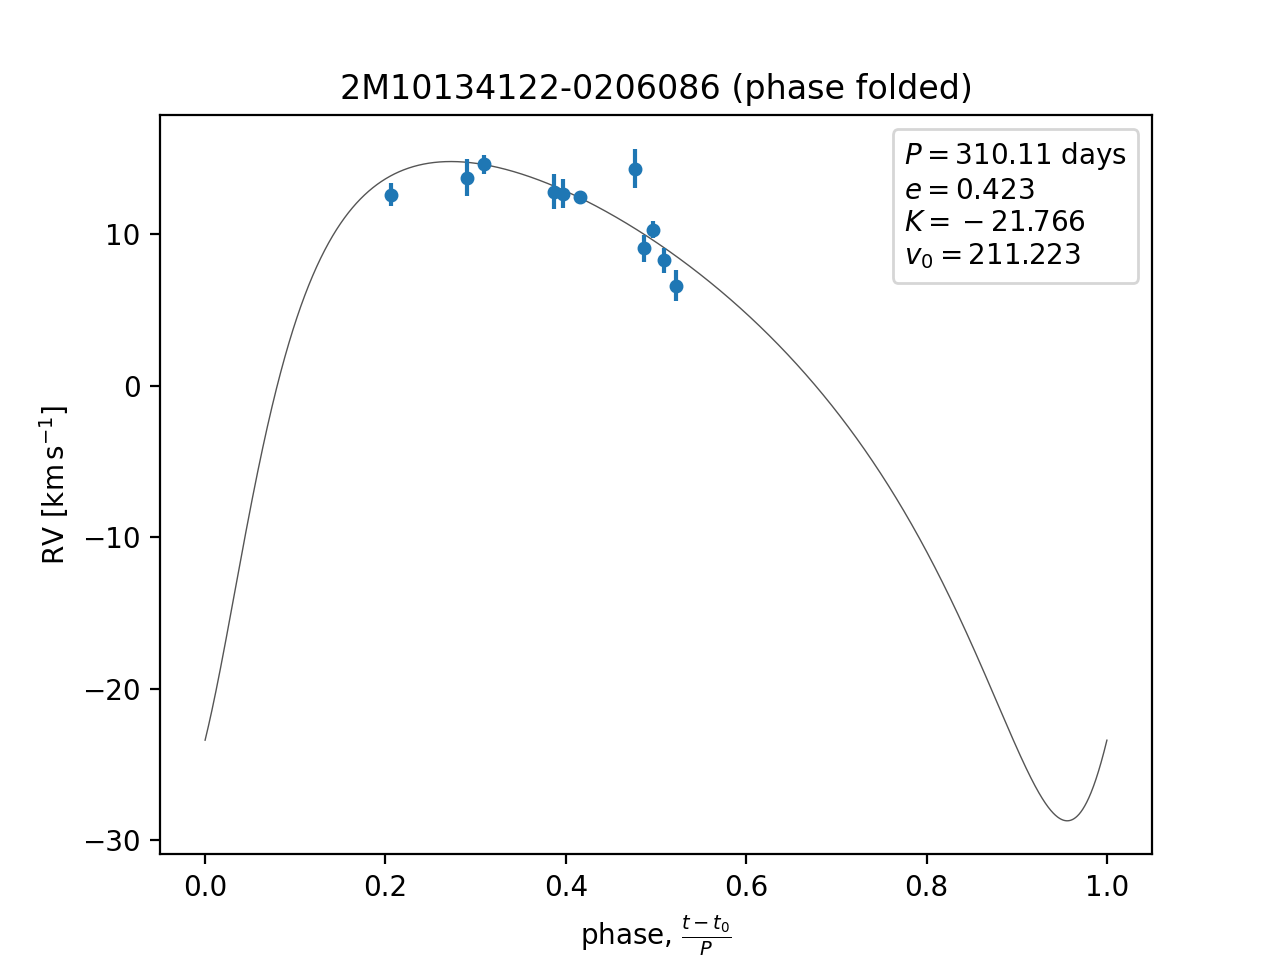 2M10134122-0206086 (phase folded)
P = 310.11 days
e = 0.423
K = −21.766
v₀ = 211.223
RV [km s⁻¹]
10
0
−10
−20
−30
0.0 0.2 0.4 0.6 0.8 1.0
phase, (t − t₀)/P